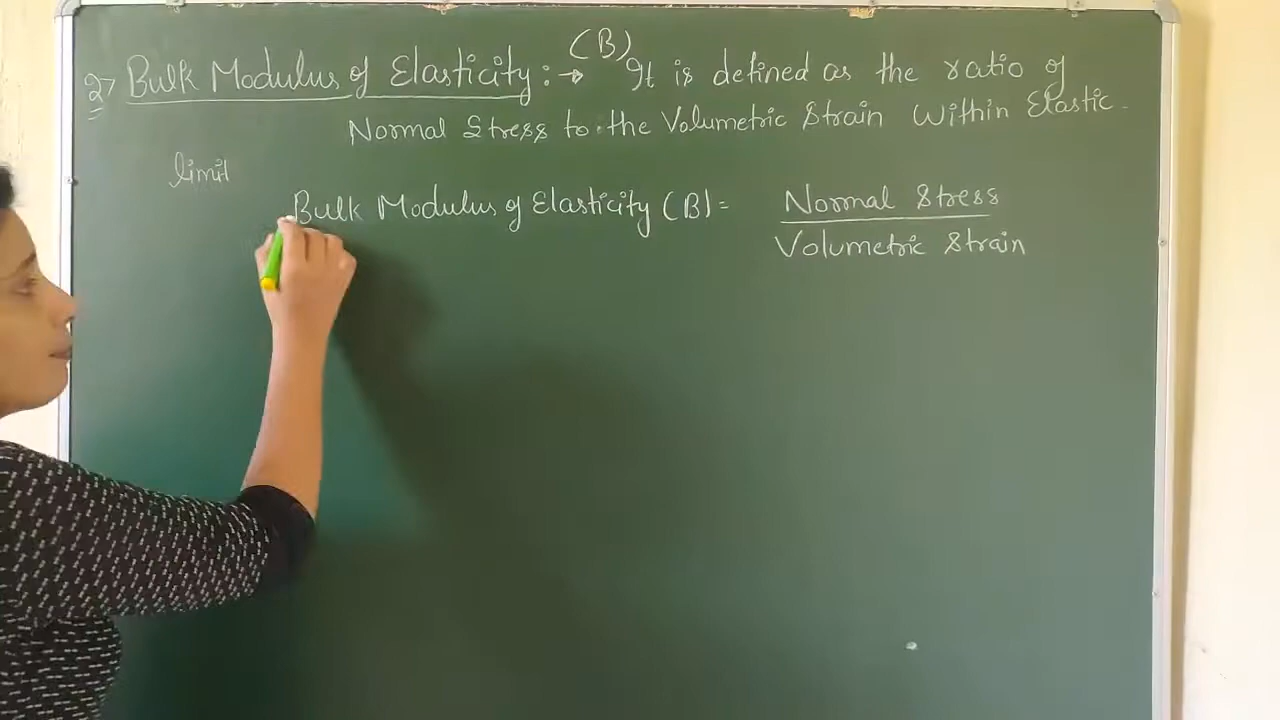 2) Bulk Modulus of Elasticity :→ (B) It is defined as the ratio of
Normal Stress to the Volumetric Strain Within Elastic
limit
Bulk Modulus of Elasticity (B) = Normal Stress
Volumetric Strain